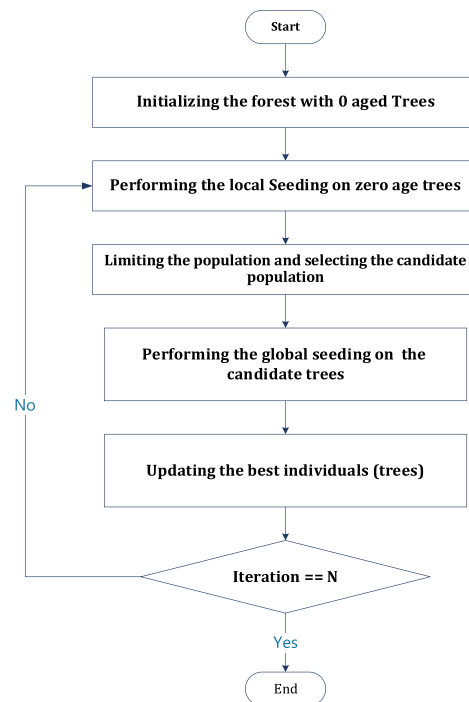 Start
Initializing the forest with 0 aged Trees
Performing the local Seeding on zero age trees
Limiting the population and selecting the candidate
population
Performing the global seeding on the
candidate trees
No
Updating the best individuals (trees)
Iteration == N
Yes
End